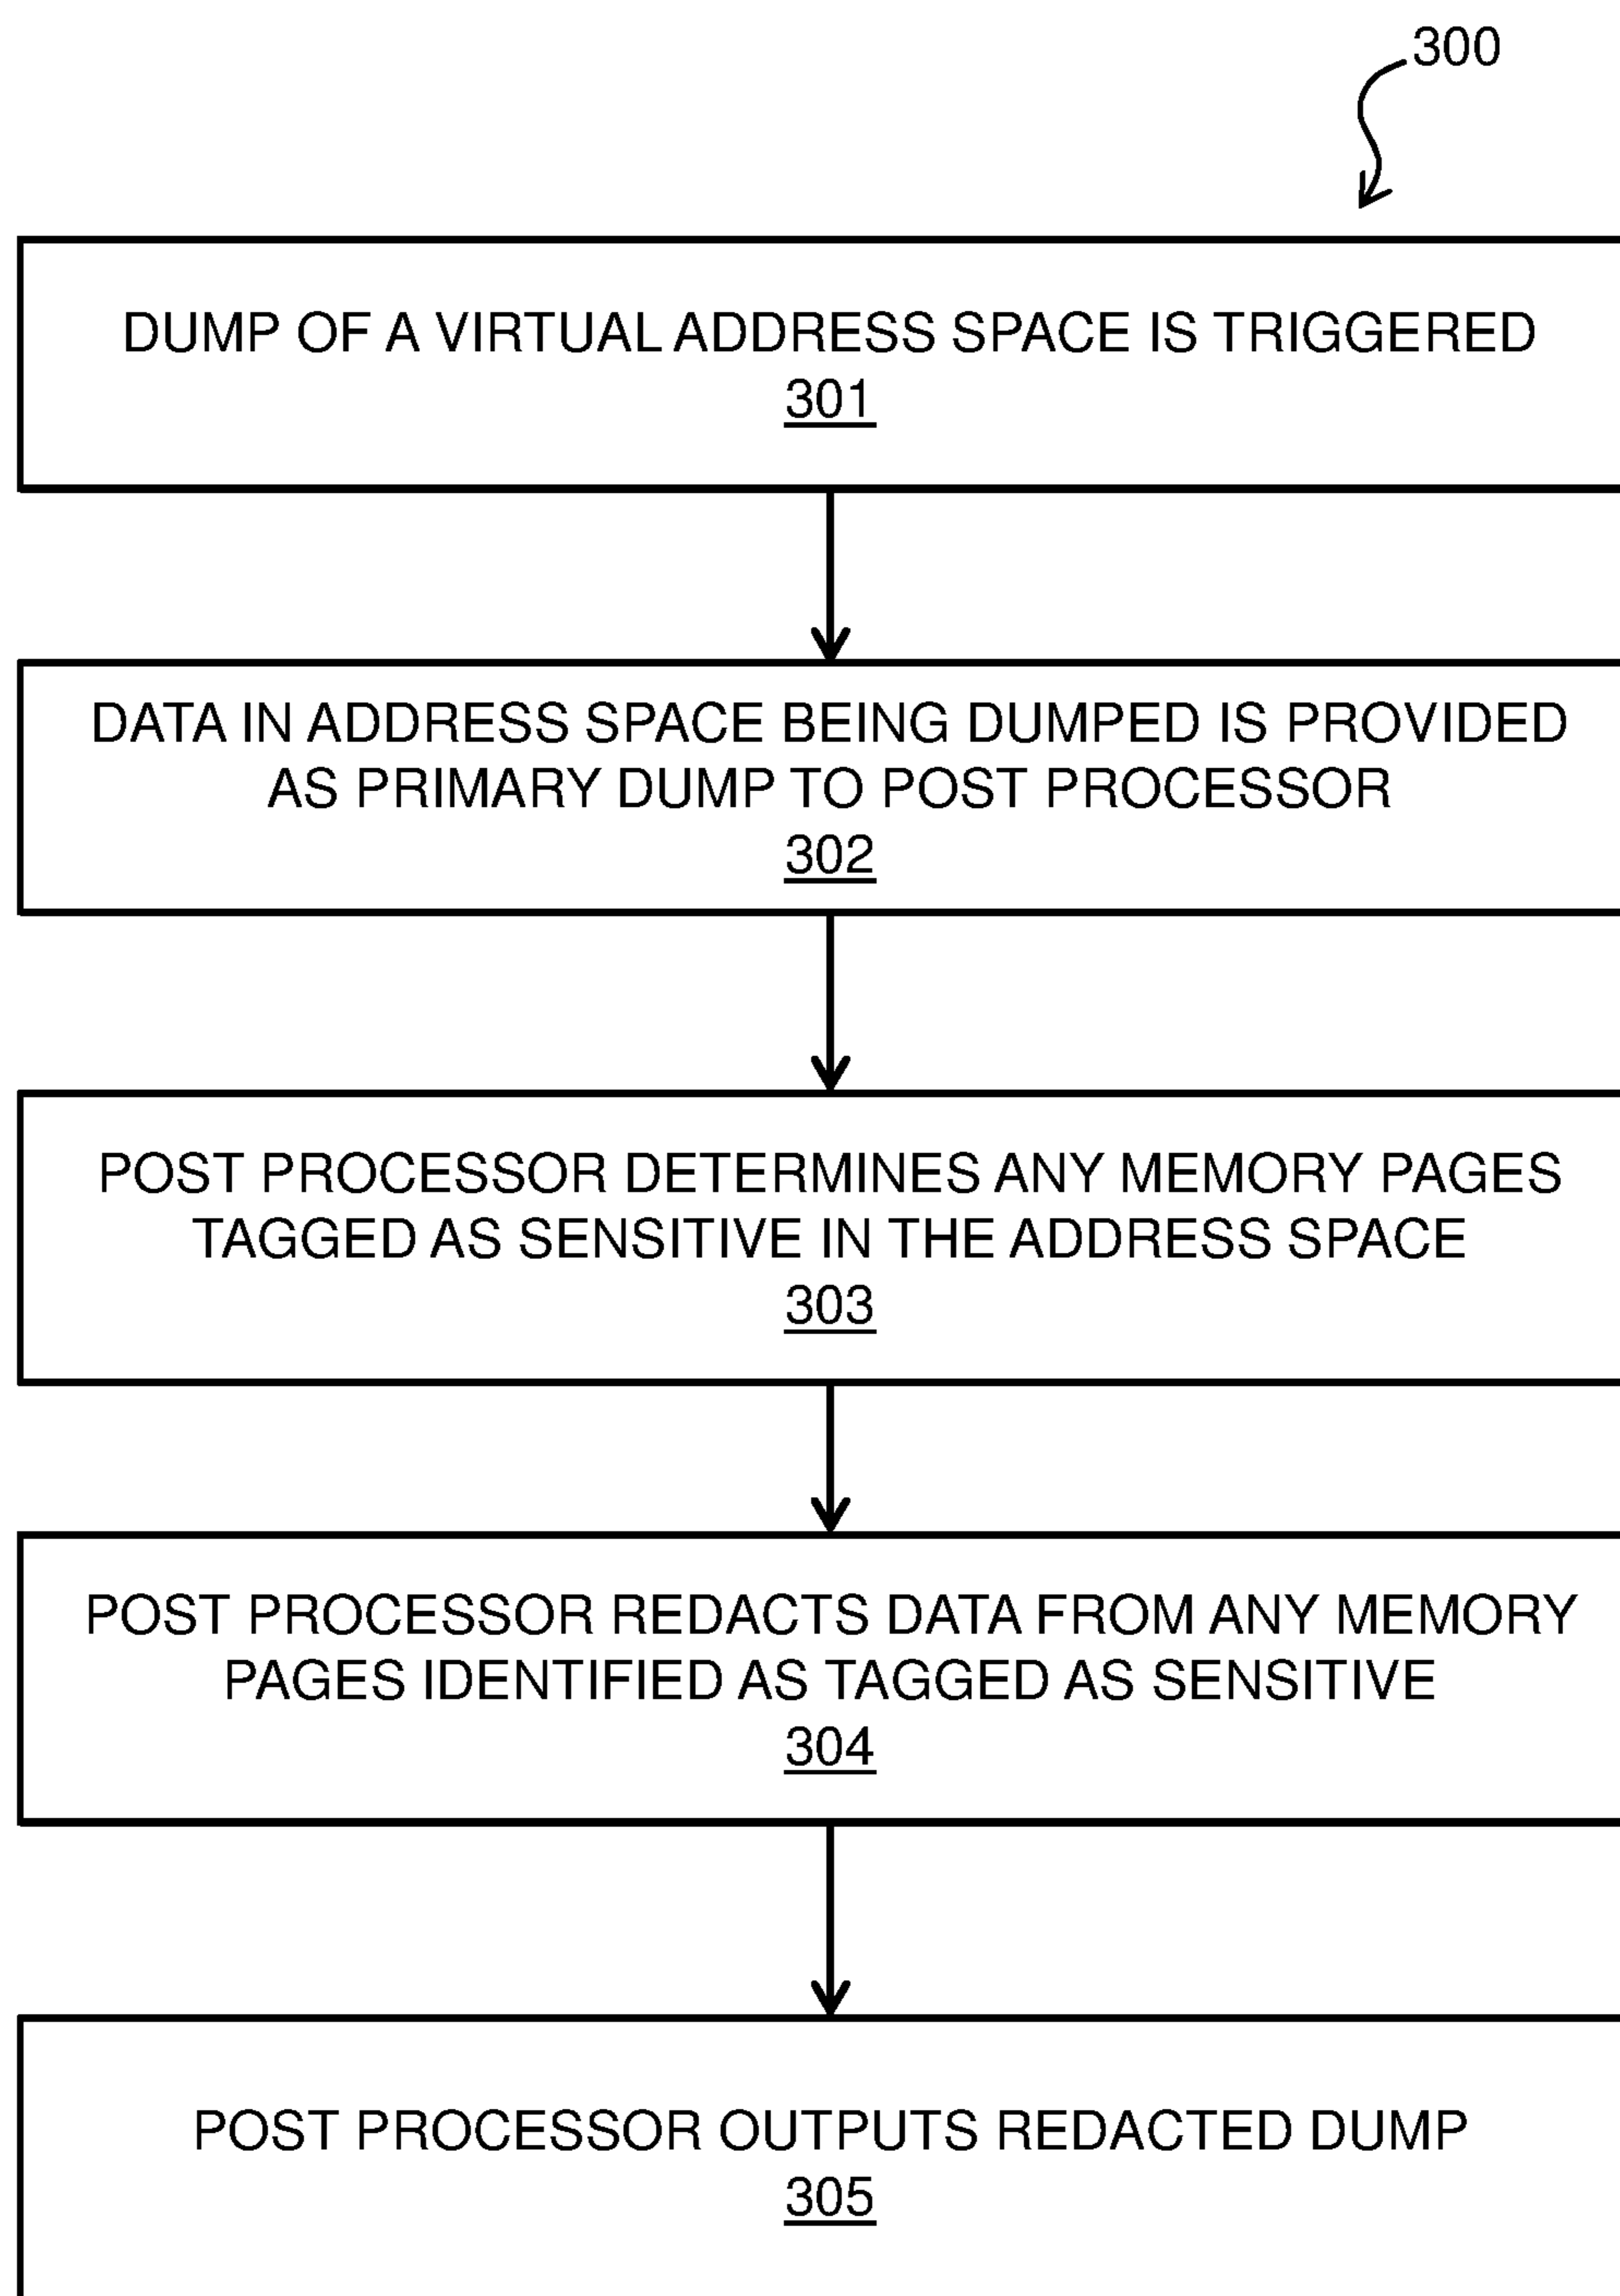 300
DUMP OF A VIRTUAL ADDRESS SPACE IS TRIGGERED
301
DATA IN ADDRESS SPACE BEING DUMPED IS PROVIDED
AS PRIMARY DUMP TO POST PROCESSOR
302
POST PROCESSOR DETERMINES ANY MEMORY PAGES
TAGGED AS SENSITIVE IN THE ADDRESS SPACE
303
POST PROCESSOR REDACTS DATA FROM ANY MEMORY
PAGES IDENTIFIED AS TAGGED AS SENSITIVE
304
POST PROCESSOR OUTPUTS REDACTED DUMP
305